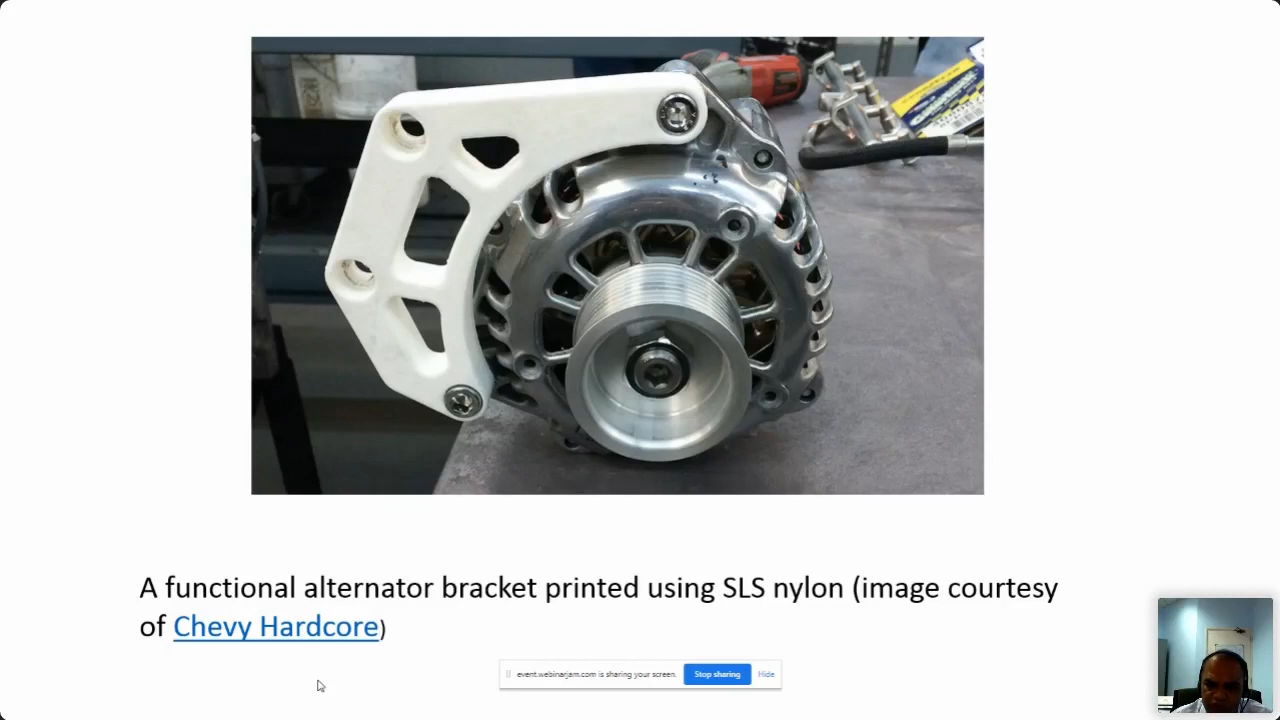 A functional alternator bracket printed using SLS nylon (image courtesy
of Chevy Hardcore)
event.webinarjam.com is sharing your screen.
Stop sharing
Hide